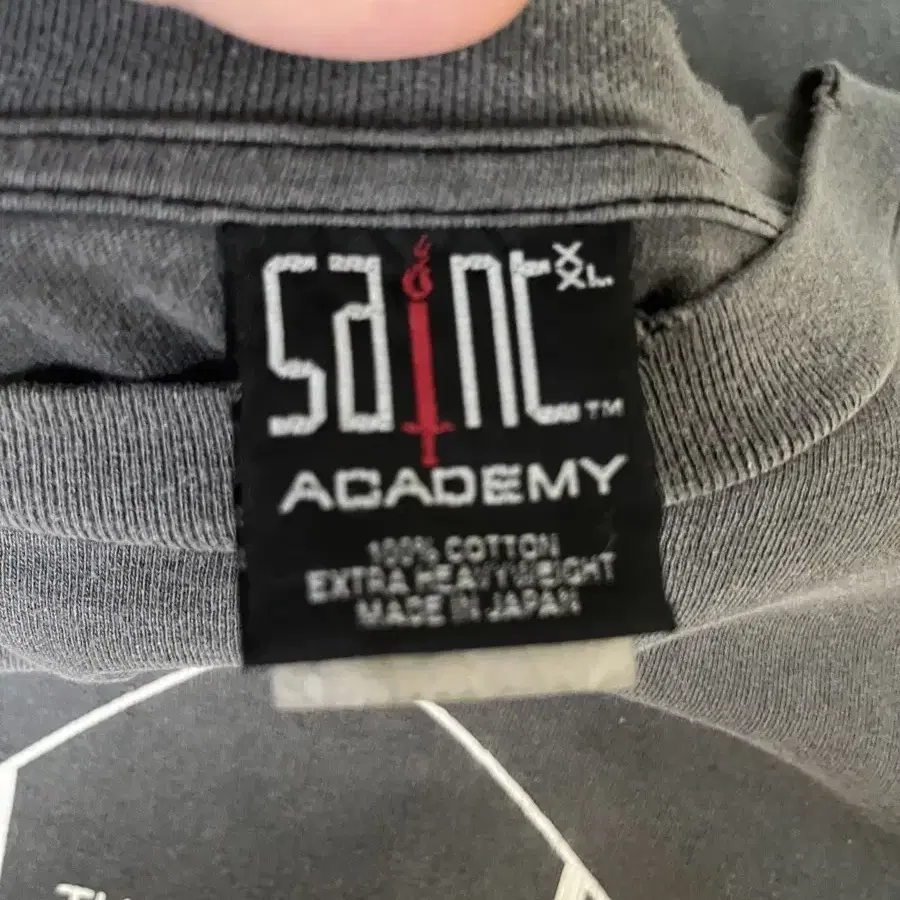 SaINt XXL
TM
ACADEMY
100% COTTON
EXTRA HEAVYWEIGHT
MADE IN JAPAN